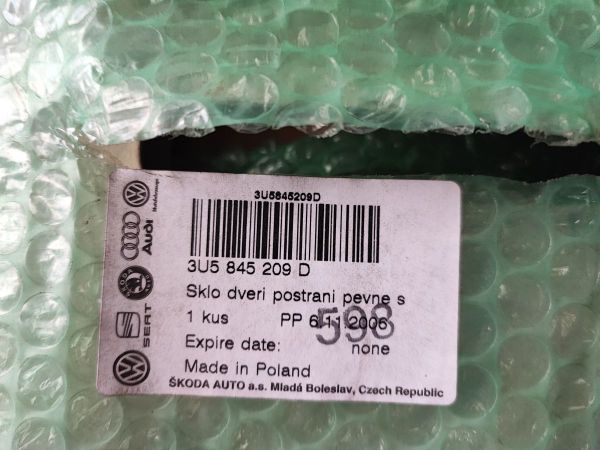 3U5845209D
3U5 845 209 D
Sklo dveri postrani pevne s
1 kus PP 6.11.2006
598
Expire date: none
Made in Poland
ŠKODA AUTO a.s. Mladá Boleslav, Czech Republic
Audi
SEAT